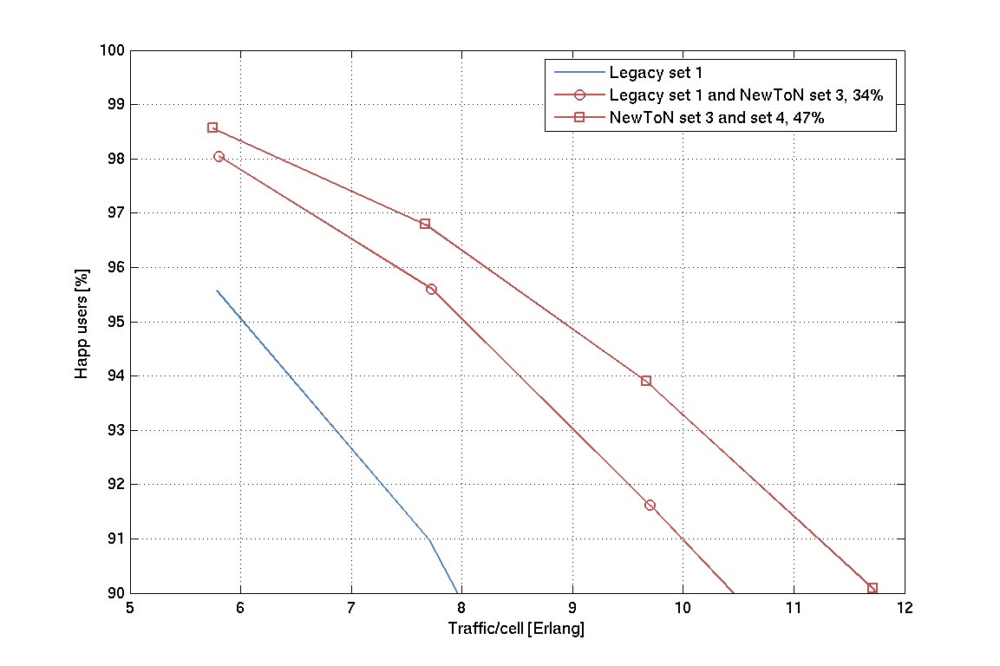 100
99
98
97
96
95
94
93
92
91
90
5 6 7 8 9 10 11 12
Happ users [%]
Traffic/cell [Erlang]
Legacy set 1
Legacy set 1 and NewToN set 3, 34%
NewToN set 3 and set 4, 47%